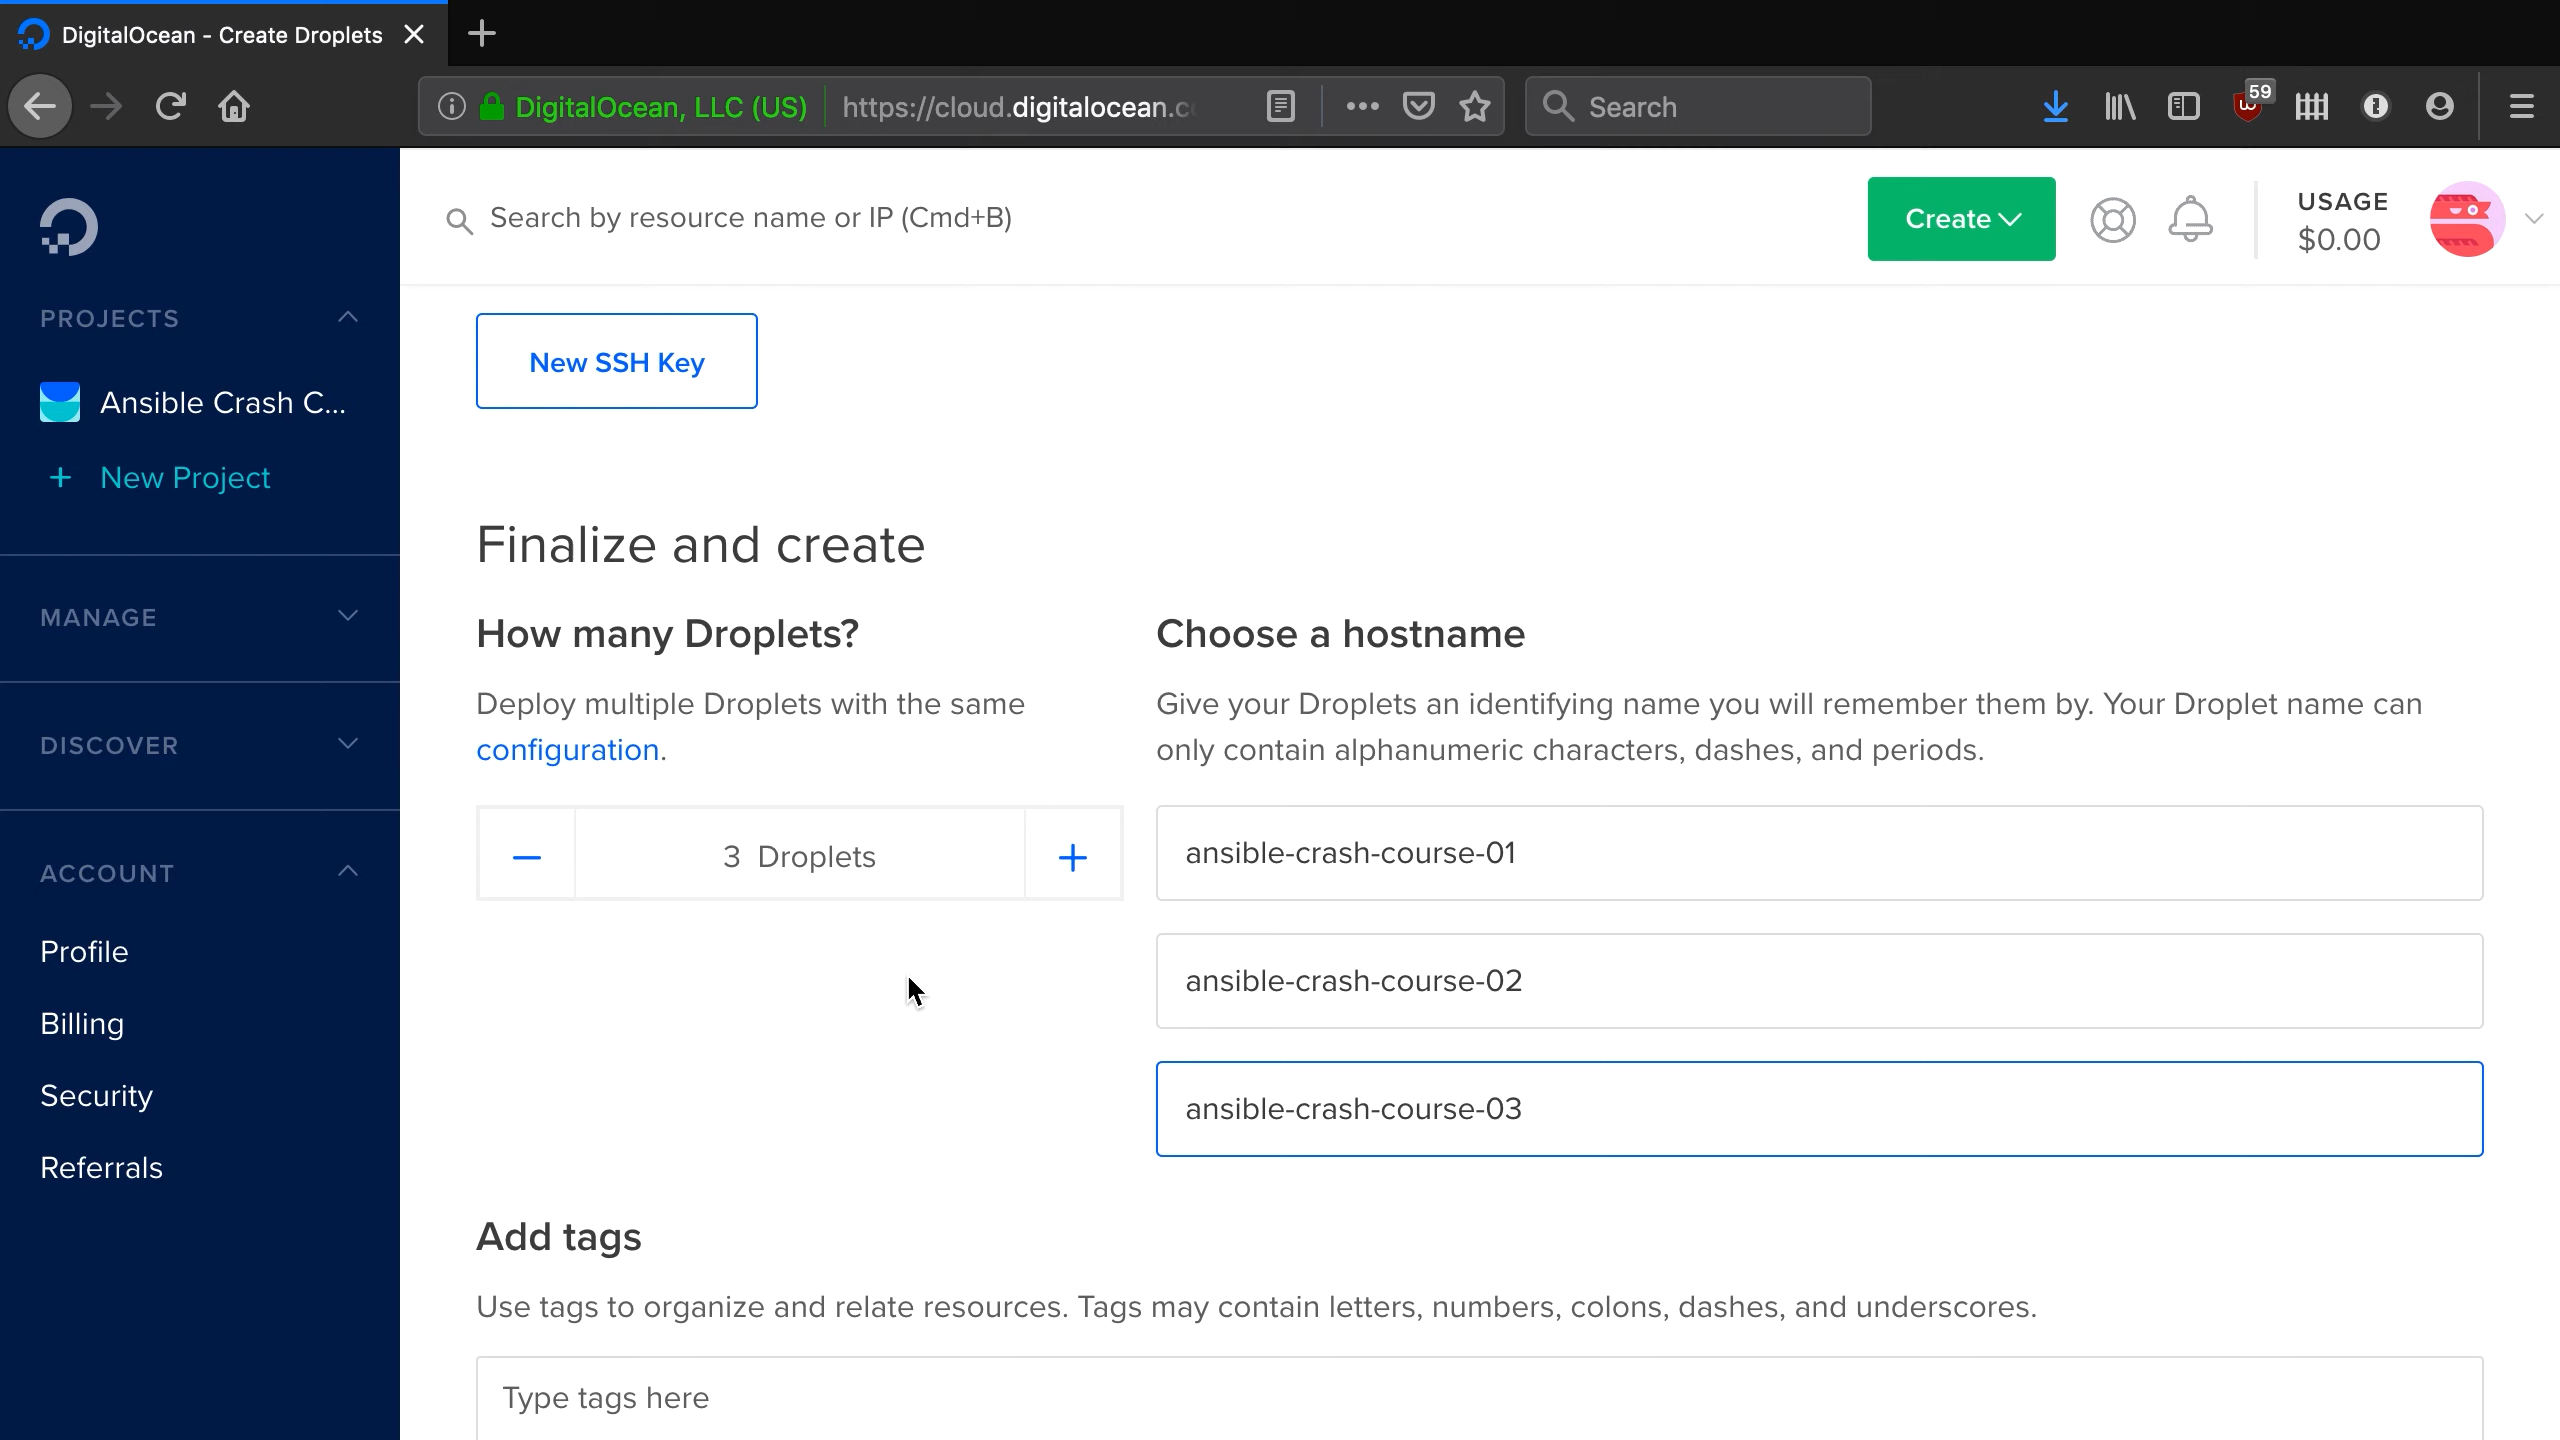 DigitalOcean - Create Droplets
DigitalOcean, LLC (US)
https://cloud.digitalocean.c
Search
59
Search by resource name or IP (Cmd+B)
Create
USAGE
$0.00
PROJECTS
Ansible Crash C...
+ New Project
MANAGE
DISCOVER
ACCOUNT
Profile
Billing
Security
Referrals
New SSH Key
Finalize and create
How many Droplets?
Deploy multiple Droplets with the same
configuration.
3 Droplets
Choose a hostname
Give your Droplets an identifying name you will remember them by. Your Droplet name can
only contain alphanumeric characters, dashes, and periods.
ansible-crash-course-01
ansible-crash-course-02
ansible-crash-course-03
Add tags
Use tags to organize and relate resources. Tags may contain letters, numbers, colons, dashes, and underscores.
Type tags here